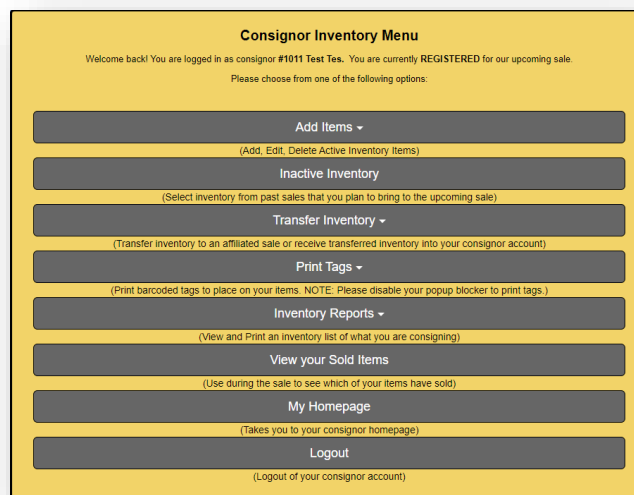 Consignor Inventory Menu
Welcome back! You are logged in as consignor #1011 Test Tes. You are currently REGISTERED for our upcoming sale.
Please choose from one of the following options:
Add Items
(Add, Edit, Delete Active Inventory Items)
Inactive Inventory
(Select inventory from past sales that you plan to bring to the upcoming sale)
Transfer Inventory
(Transfer inventory to an affiliated sale or receive transferred inventory into your consignor account)
Print Tags
(Print barcoded tags to place on your items. NOTE: Please disable your popup blocker to print tags.)
Inventory Reports
(View and Print an inventory list of what you are consigning)
View your Sold Items
(Use during the sale to see which of your items have sold)
My Homepage
(Takes you to your consignor homepage)
Logout
(Logout of your consignor account)